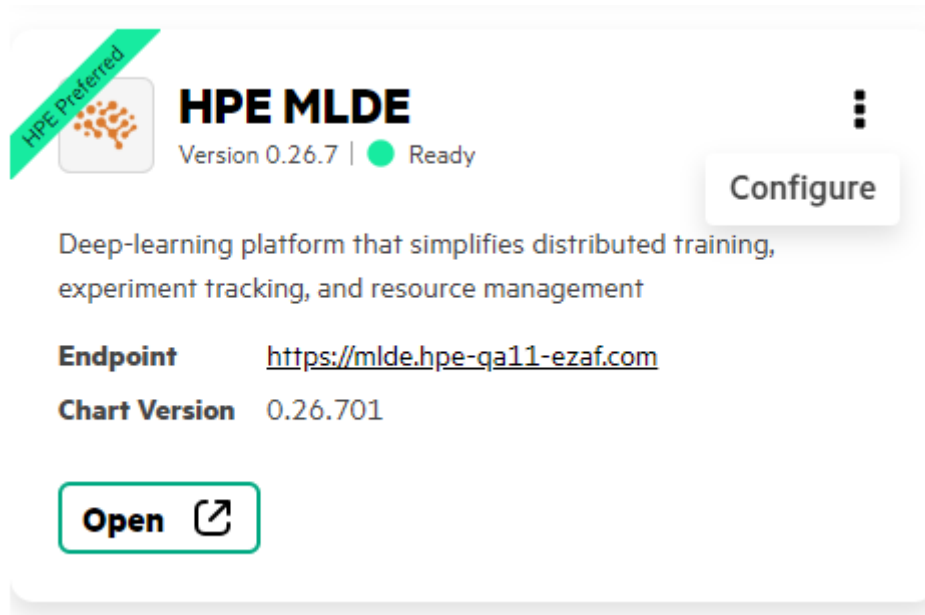 HPE Preferred
HPE MLDE
Version 0.26.7 | Ready
Configure
Deep-learning platform that simplifies distributed training,
experiment tracking, and resource management
Endpoint https://mlde.hpe-qa11-ezaf.com
Chart Version 0.26.701
Open